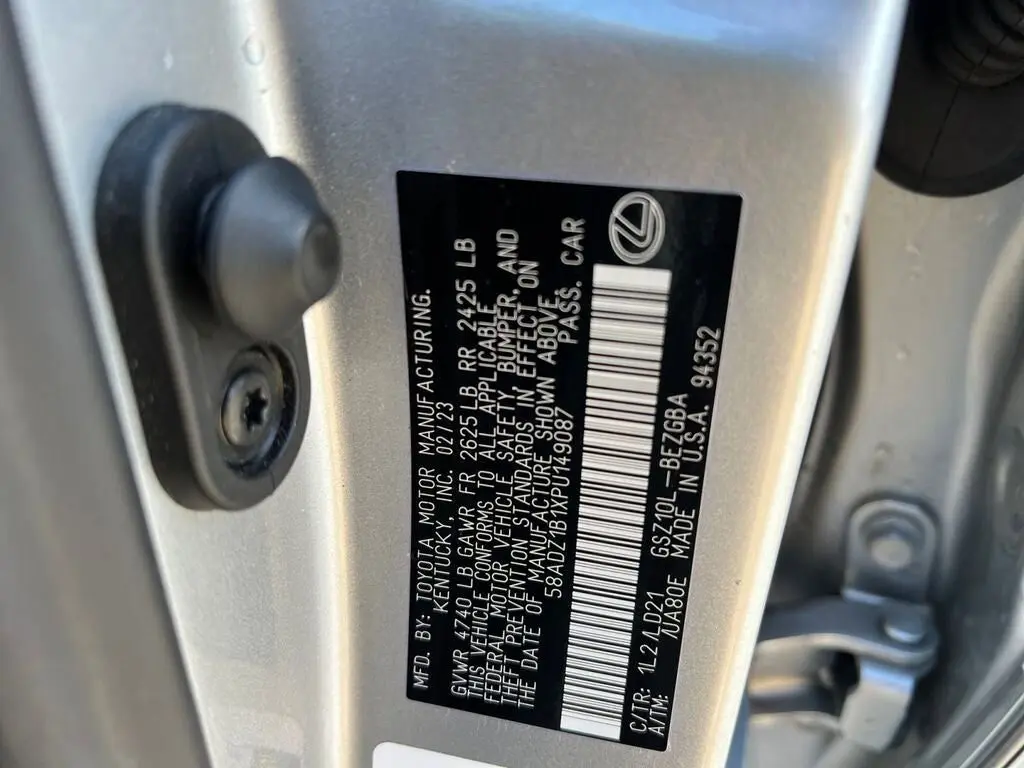 MFD. BY: TOYOTA MOTOR MANUFACTURING.
KENTUCKY, INC. 02/23
GVWR 4740 LB GAWR FR 2625 LB RR 2425 LB
THIS VEHICLE CONFORMS TO ALL APPLICABLE
FEDERAL MOTOR VEHICLE SAFETY, BUMPER, AND
THEFT PREVENTION STANDARDS IN EFFECT ON
THE DATE OF MANUFACTURE SHOWN ABOVE.
58ADZ1B1XPU149087 PASS. CAR
C/TR: 1L2/LD21 GSZ10L-BEZGBA
A/TM: /UA80E MADE IN U.S.A. 94352